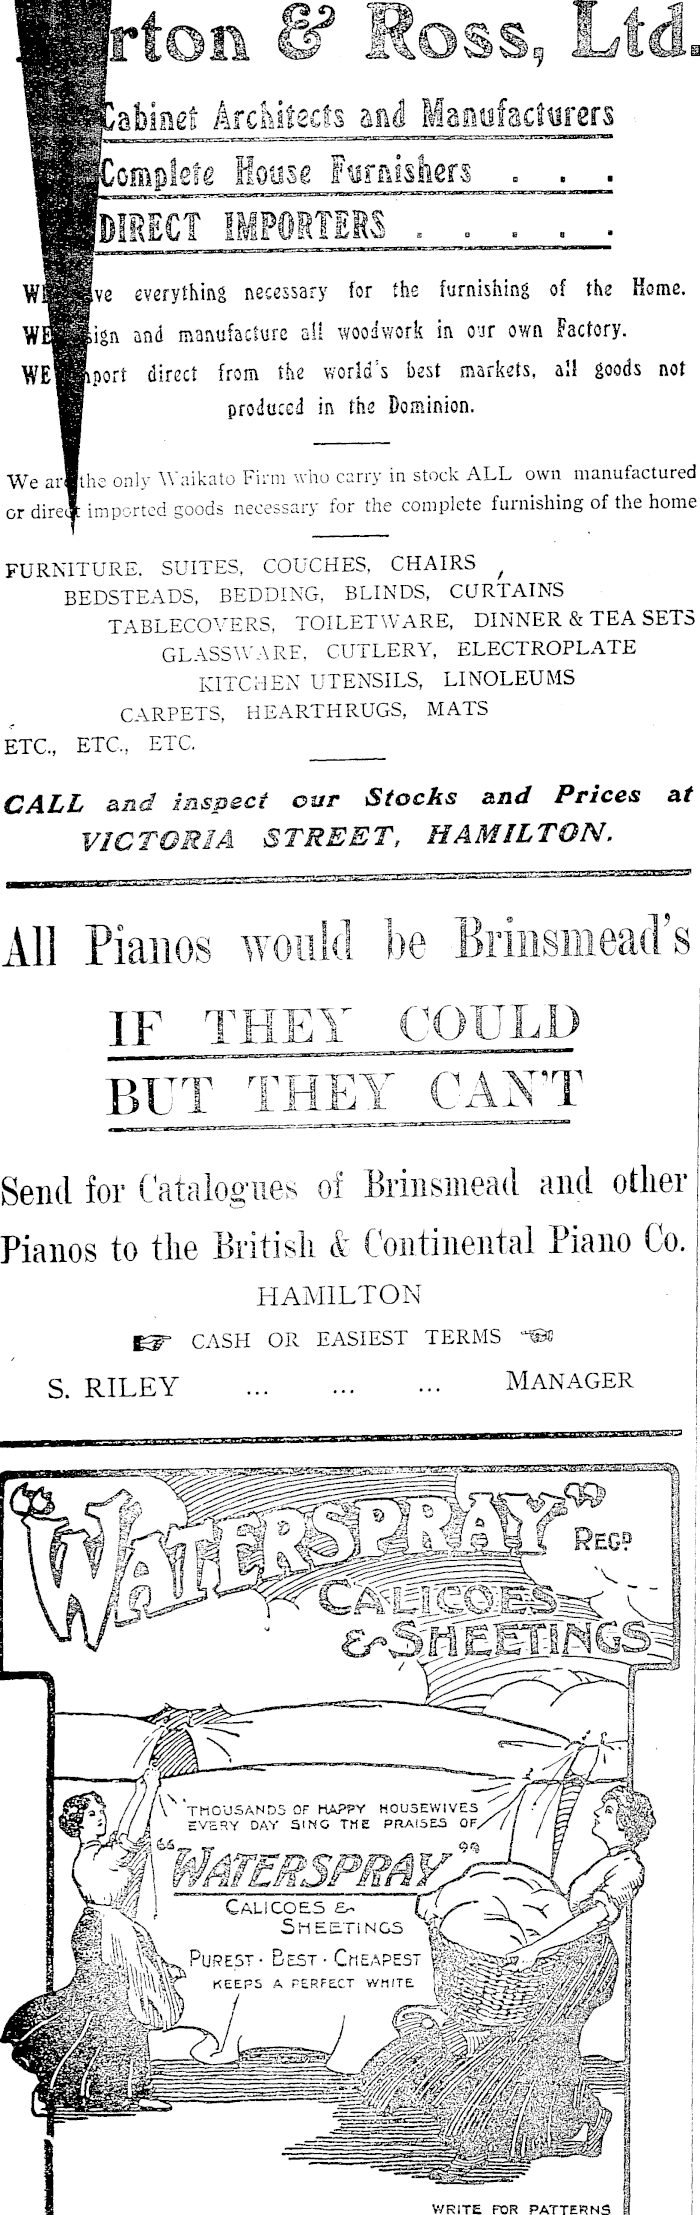 rton & Ross, Ltd.
Cabinet Architects and Manufacturers
Complete House Furnishers . . .
DIRECT IMPORTERS . . . . .
ve everything necessary for the furnishing of the Home.
WE sign and manufacture all woodwork in our own Factory.
WE mport direct from the world's best markets, all goods not
produced in the Dominion.
We are the only Waikato Firm who carry in stock ALL own manufactured
or direct imported goods necessary for the complete furnishing of the home
FURNITURE. SUITES, COUCHES, CHAIRS
BEDSTEADS, BEDDING, BLINDS, CURTAINS
TABLECOVERS, TOILETWARE, DINNER & TEA SETS
GLASSWARE, CUTLERY, ELECTROPLATE
KITCHEN UTENSILS, LINOLEUMS
CARPETS, HEARTHRUGS, MATS
ETC., ETC., ETC.
CALL and inspect our Stocks and Prices at
VICTORIA STREET, HAMILTON.
All Pianos would be Brinsmead's
IF THEY COULD
BUT THEY CAN'T
Send for Catalogues of Brinsmead and other
Pianos to the British & Continental Piano Co.
HAMILTON
☞ CASH OR EASIEST TERMS ☜
S. RILEY ... ... ... MANAGER
"WATERSPRAY" REGD
CALICOES
& SHEETINGS
THOUSANDS OF HAPPY HOUSEWIVES
EVERY DAY SING THE PRAISES OF
"WATERSPRAY"
CALICOES &
SHEETINGS
PUREST · BEST · CHEAPEST
KEEPS A PERFECT WHITE
WRITE FOR PATTERNS